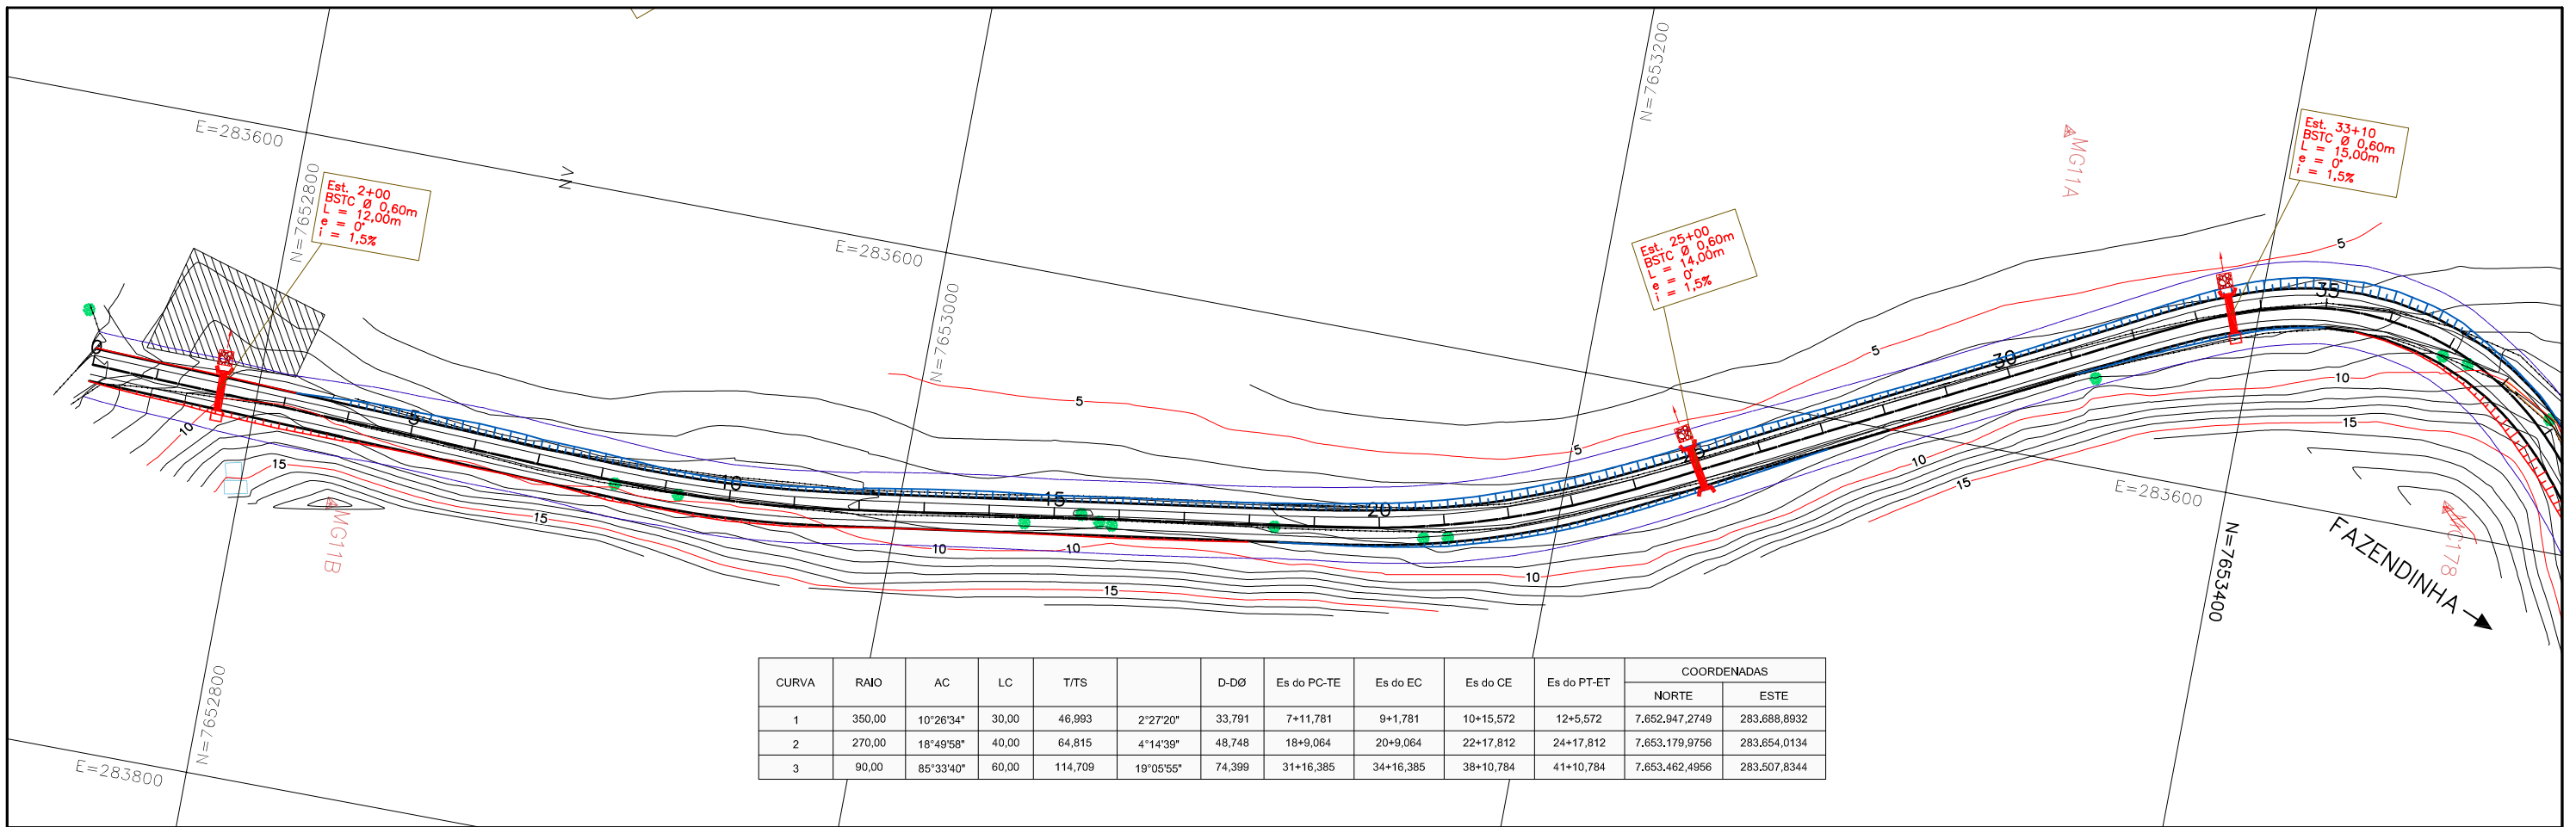 E=283600
N=7652800
Est. 2+00
BSTC Ø 0,60m
L = 12,00m
e = 0°
i = 1,5%
NV
E=283600
N=7653000
N=7653200
Est. 25+00
BSTC Ø 0,60m
L = 14,00m
e = 0°
i = 1,5%
MG11A
Est. 33+10
BSTC Ø 0,60m
L = 15,00m
e = 0°
i = 1,5%
5
5
5
5
0
5
10
15
20
25
30
35
10
15
15
10
10
15
10
10
15
10
15
MG11B
E=283600
N=7653400
FAZENDINHA
MC178
N=7652800
E=283800
CURVA RAIO AC LC T/TS D-DØ Es do PC-TE Es do EC Es do CE Es do PT-ET COORDENADAS
NORTE ESTE
1 350,00 10°26'34" 30,00 46,993 2°27'20" 33,791 7+11,781 9+1,781 10+15,572 12+5,572 7.652.947,2749 283.688,8932
2 270,00 18°49'58" 40,00 64,815 4°14'39" 48,748 18+9,064 20+9,064 22+17,812 24+17,812 7.653.179,9756 283.654,0134
3 90,00 85°33'40" 60,00 114,709 19°05'55" 74,399 31+16,385 34+16,385 38+10,784 41+10,784 7.653.462,4956 283.507,8344